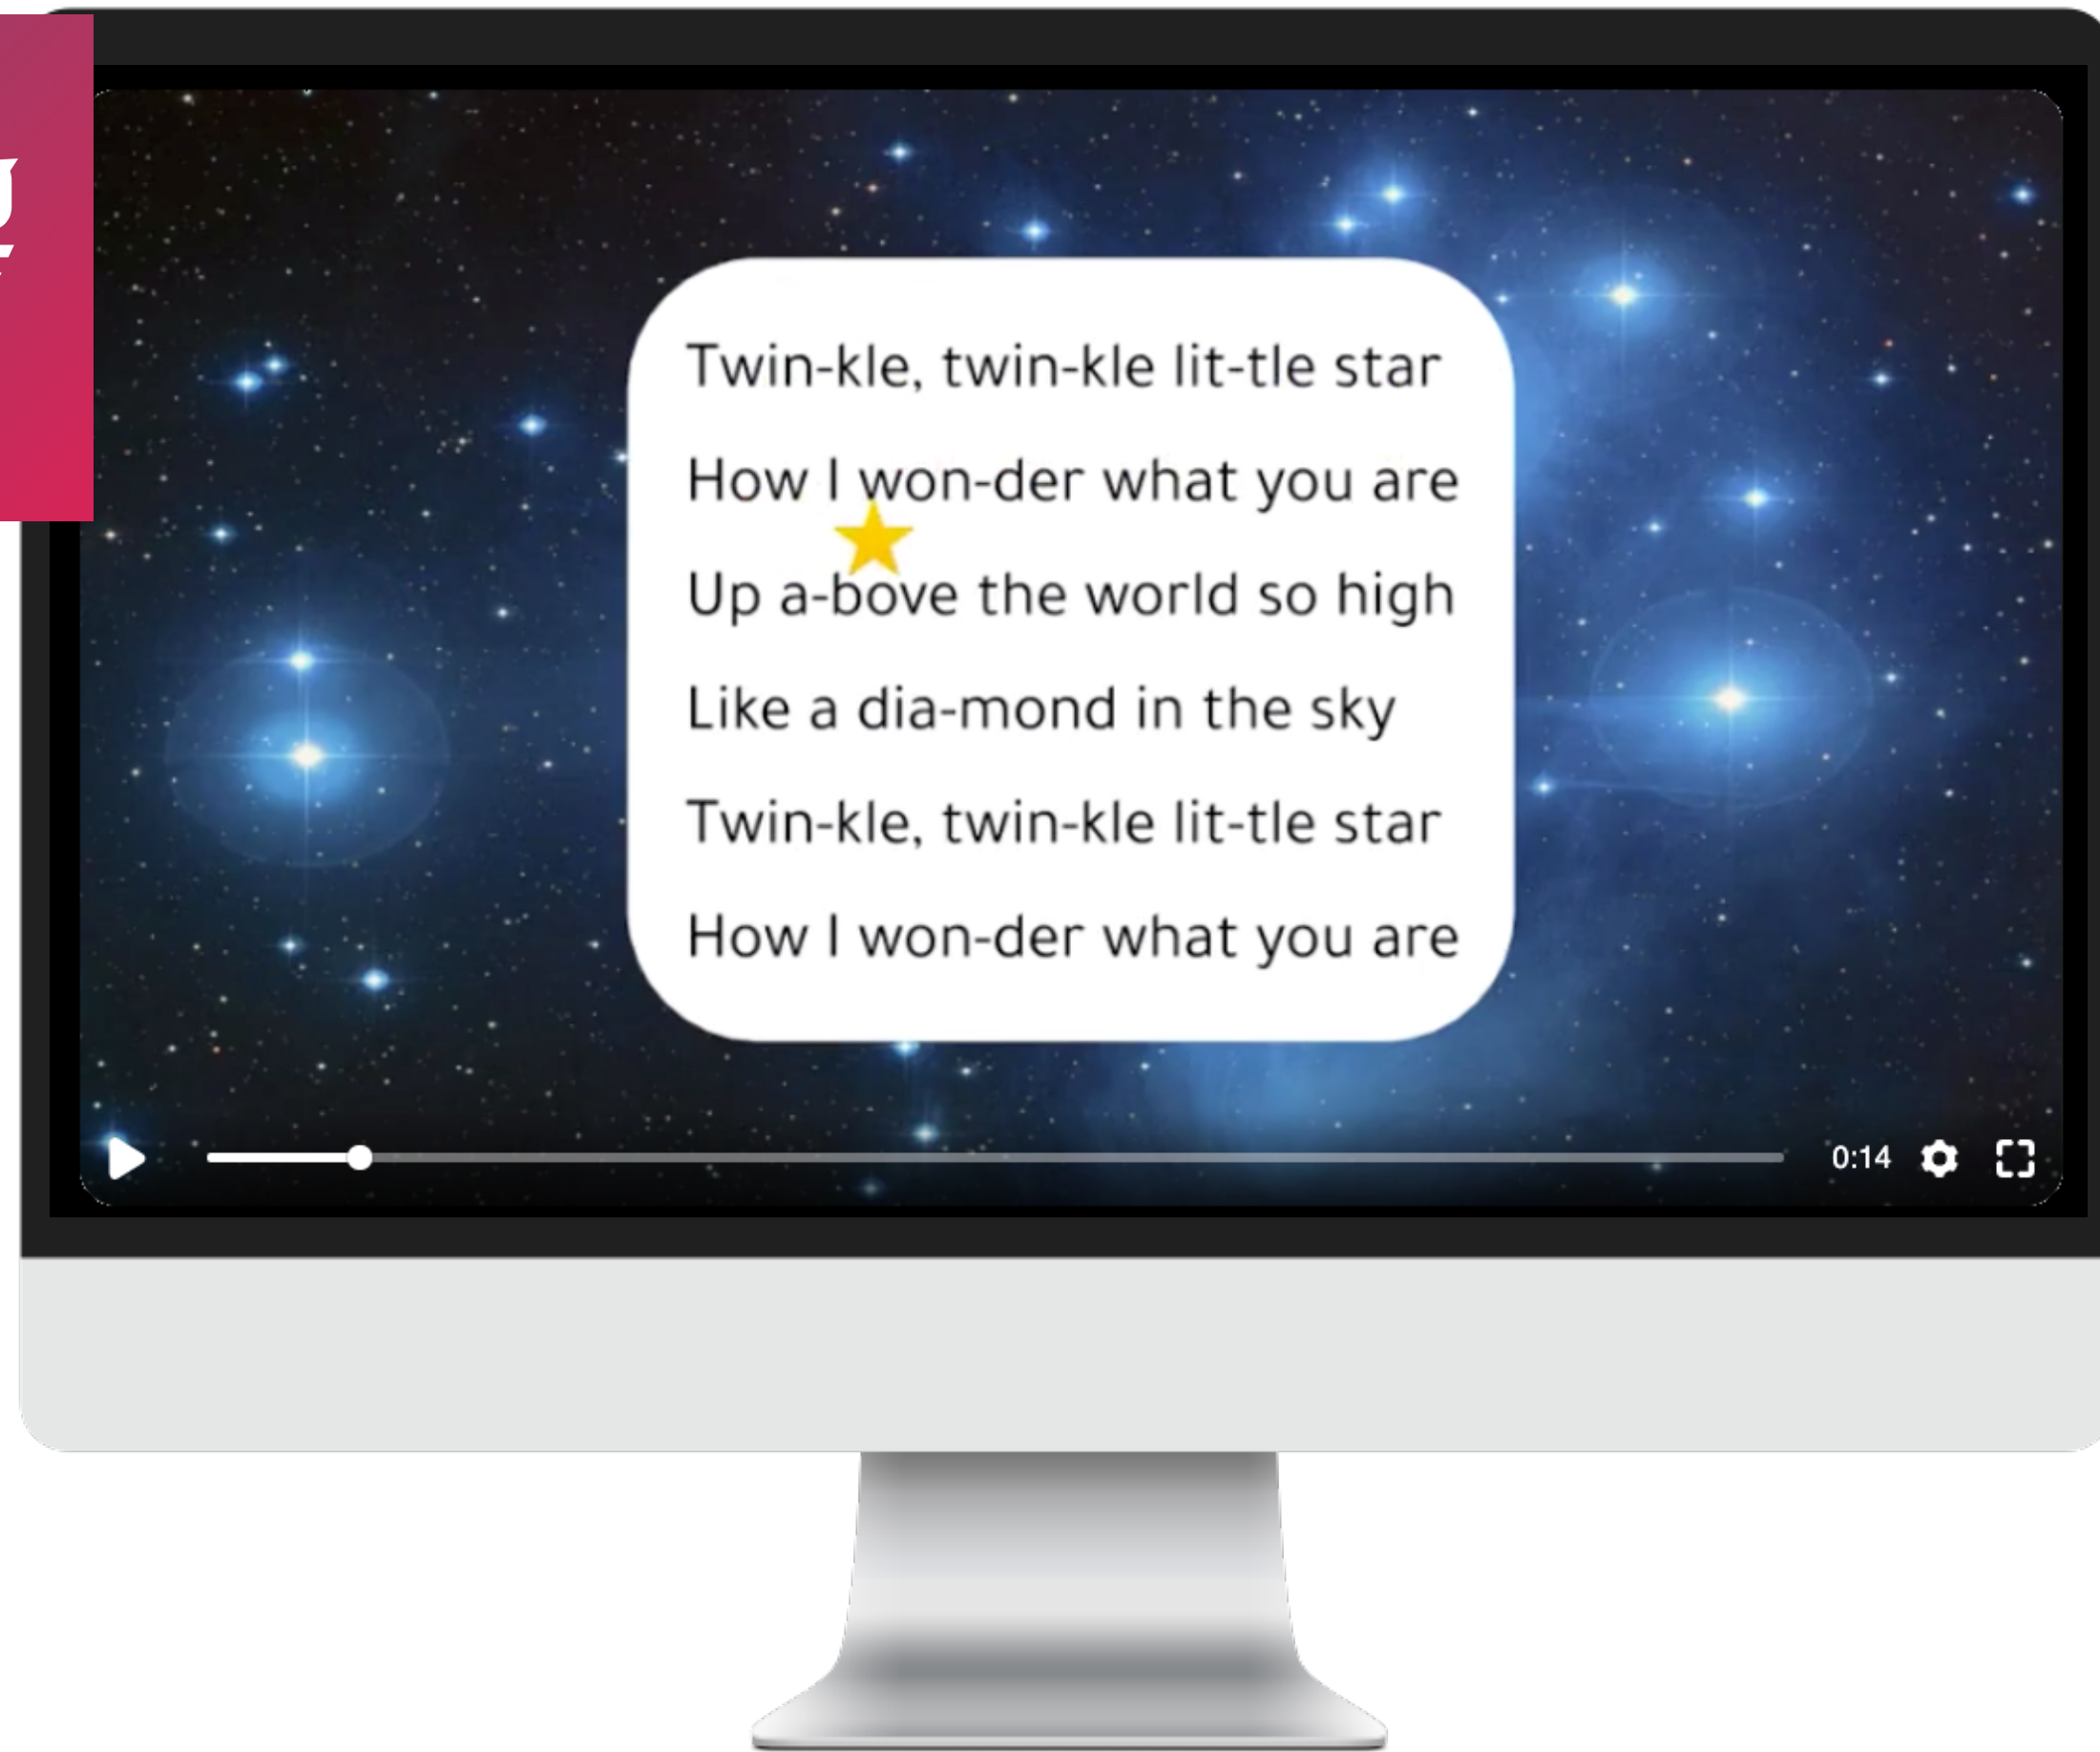 Twin-kle, twin-kle lit-tle star
How I won-der what you are
Up a-bove the world so high
Like a dia-mond in the sky
Twin-kle, twin-kle lit-tle star
How I won-der what you are
0:14